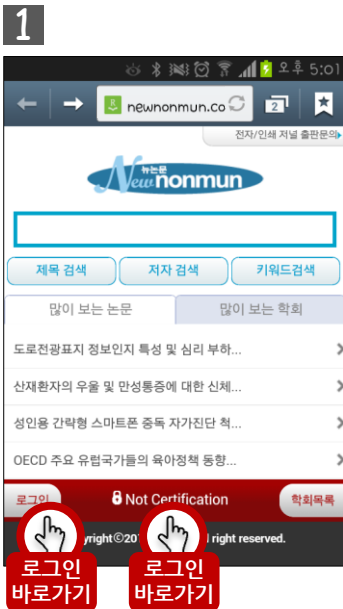 1
오후 5:01
newnonmun.co
2
전자/인쇄 저널 출판문의
뉴논문
Newnonmun
제목 검색
저자 검색
키워드검색
많이 보는 논문
많이 보는 학회
도로전광표지 정보인지 특성 및 심리 부하...
산재환자의 우울 및 만성통증에 대한 신체...
성인용 간략형 스마트폰 중독 자가진단 척...
OECD 주요 유럽국가들의 육아정책 동향...
로그인
Not Certification
학회목록
yright©20
right reserved.
로그인
바로가기
로그인
바로가기